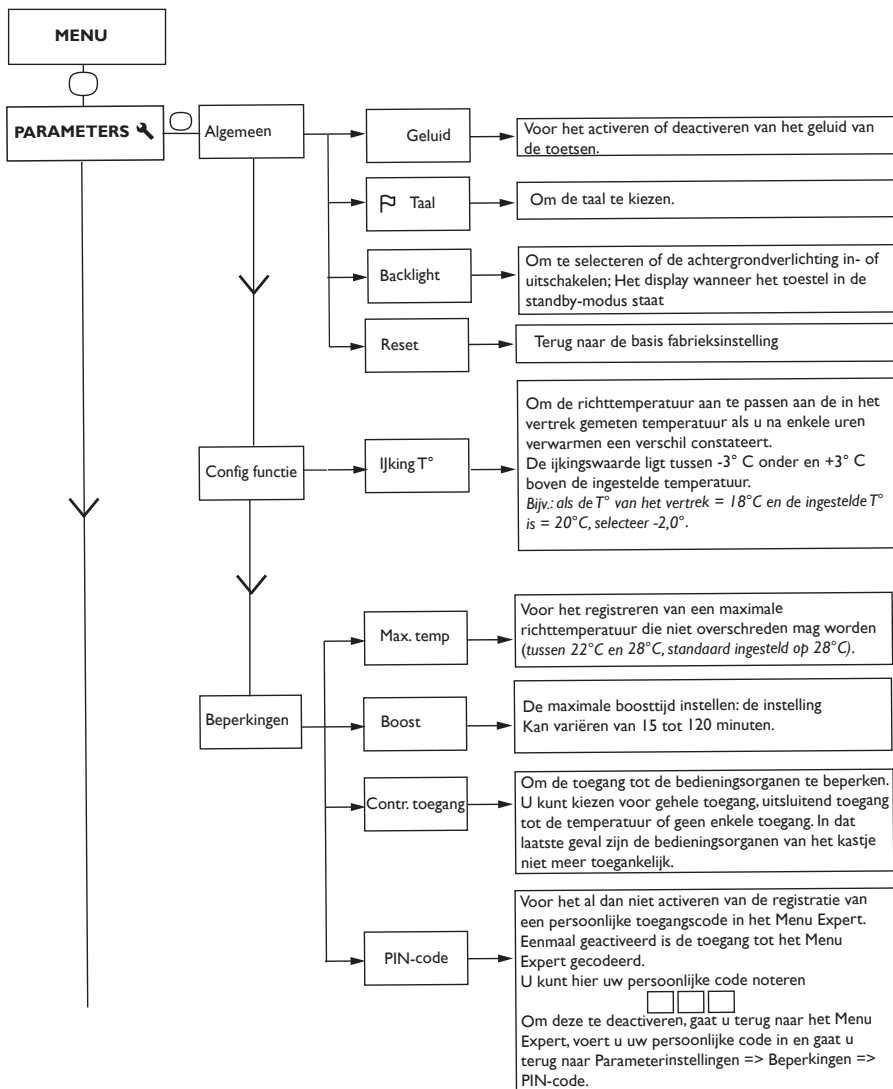 MENU
PARAMETERS
Algemeen
Geluid
Voor het activeren of deactiveren van het geluid van
de toetsen.
Taal
Om de taal te kiezen.
Backlight
Om te selecteren of de achtergrondverlichting in- of
uitschakelen; Het display wanneer het toestel in de
standby-modus staat
Reset
Terug naar de basis fabrieksinstelling
Config functie
IJking T°
Om de richttemperatuur aan te passen aan de in het
vertrek gemeten temperatuur als u na enkele uren
verwarmen een verschil constateert.
De ijkingswaarde ligt tussen -3° C onder en +3° C
boven de ingestelde temperatuur.
Bijv.: als de T° van het vertrek = 18°C en de ingestelde T°
is = 20°C, selecteer -2,0°.
Beperkingen
Max. temp
Voor het registreren van een maximale
richttemperatuur die niet overschreden mag worden
(tussen 22°C en 28°C, standaard ingesteld op 28°C).
Boost
De maximale boosttijd instellen: de instelling
Kan variëren van 15 tot 120 minuten.
Contr. toegang
Om de toegang tot de bedieningsorganen te beperken.
U kunt kiezen voor gehele toegang, uitsluitend toegang
tot de temperatuur of geen enkele toegang. In dat
laatste geval zijn de bedieningsorganen van het kastje
niet meer toegankelijk.
PIN-code
Voor het al dan niet activeren van de registratie van
een persoonlijke toegangscode in het Menu Expert.
Eenmaal geactiveerd is de toegang tot het Menu
Expert gecodeerd.
U kunt hier uw persoonlijke code noteren
Om deze te deactiveren, gaat u terug naar het Menu
Expert, voert u uw persoonlijke code in en gaat u
terug naar Parameterinstellingen => Beperkingen =>
PIN-code.